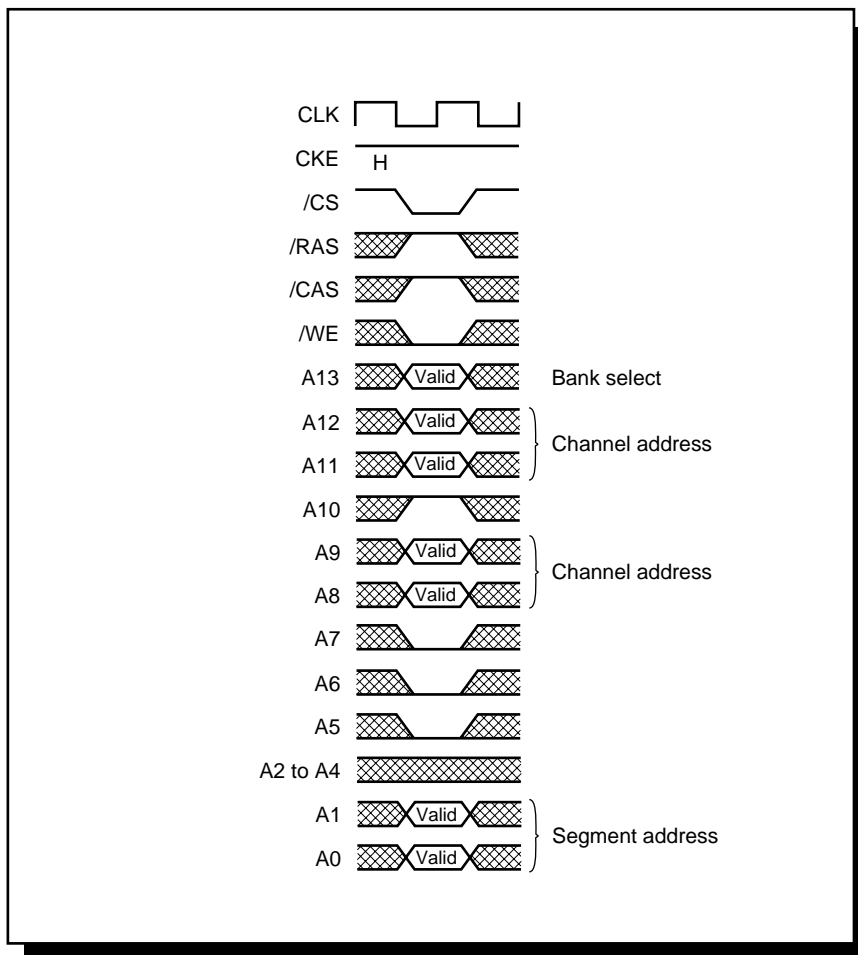 CLK
CKE H
/CS
/RAS
/CAS
/WE
A13 Valid Bank select
A12 Valid
Channel address
A11 Valid
A10
A9 Valid
Channel address
A8 Valid
A7
A6
A5
A2 to A4
A1 Valid
Segment address
A0 Valid